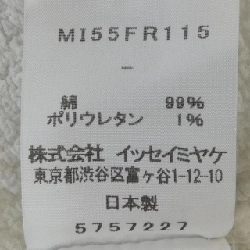 MI55FR115
-
綿 99%
ポリウレタン 1%
株式会社 イッセイミヤケ
東京都渋谷区富ヶ谷1-12-10
日本製
5757227